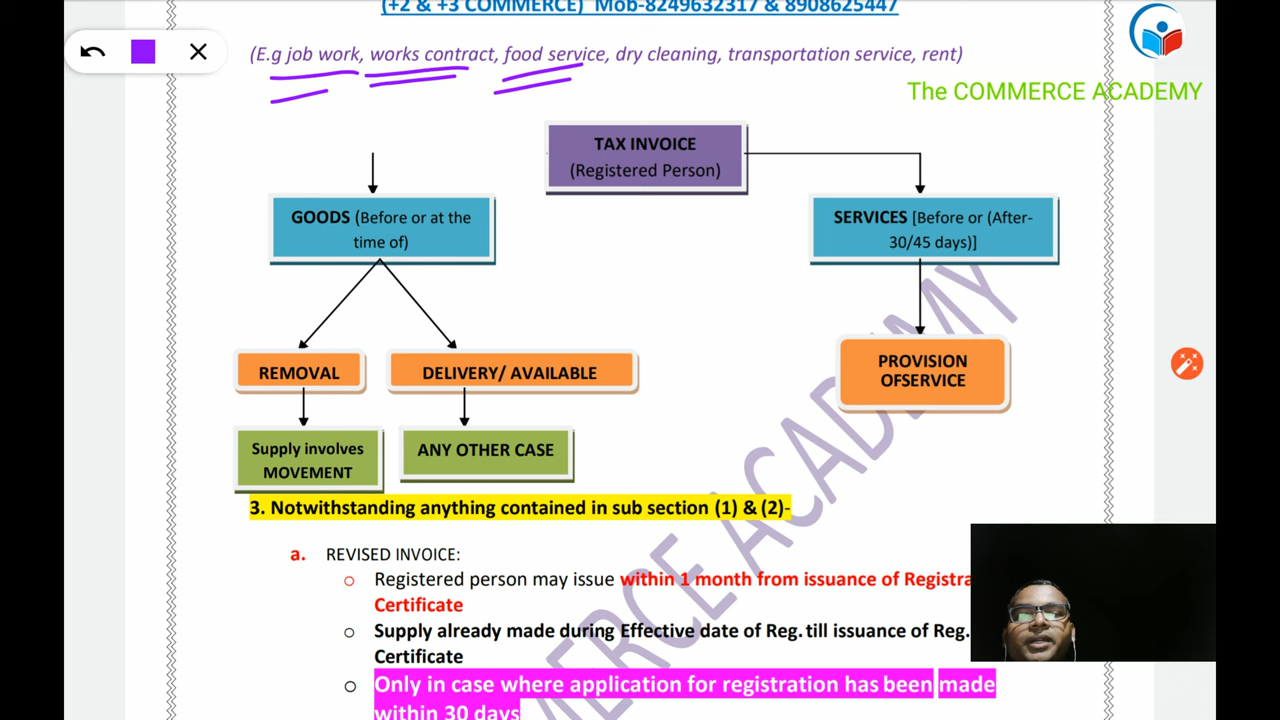 (+2 & +3 COMMERCE) Mob-8249632317 & 8908625447
(E.g job work, works contract, food service, dry cleaning, transportation service, rent)
The COMMERCE ACADEMY
TAX INVOICE
(Registered Person)
GOODS (Before or at the
time of)
SERVICES [Before or (After-
30/45 days)]
REMOVAL
DELIVERY/ AVAILABLE
PROVISION
OFSERVICE
Supply involves
MOVEMENT
ANY OTHER CASE
3. Notwithstanding anything contained in sub section (1) & (2)-
a. REVISED INVOICE:
o Registered person may issue within 1 month from issuance of Registra
Certificate
o Supply already made during Effective date of Reg. till issuance of Reg.
Certificate
o Only in case where application for registration has been made
within 30 days
MERCE ACADEMY